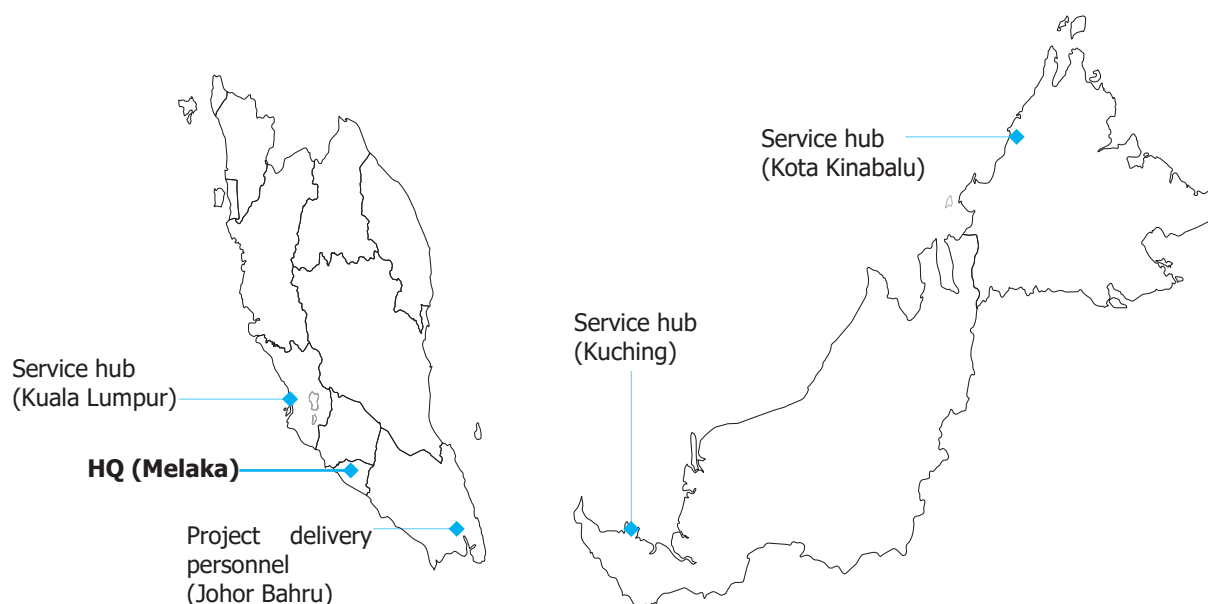 Service hub
(Kota Kinabalu)
Service hub
(Kuching)
Service hub
(Kuala Lumpur)
HQ (Melaka)
Project delivery
personnel
(Johor Bahru)